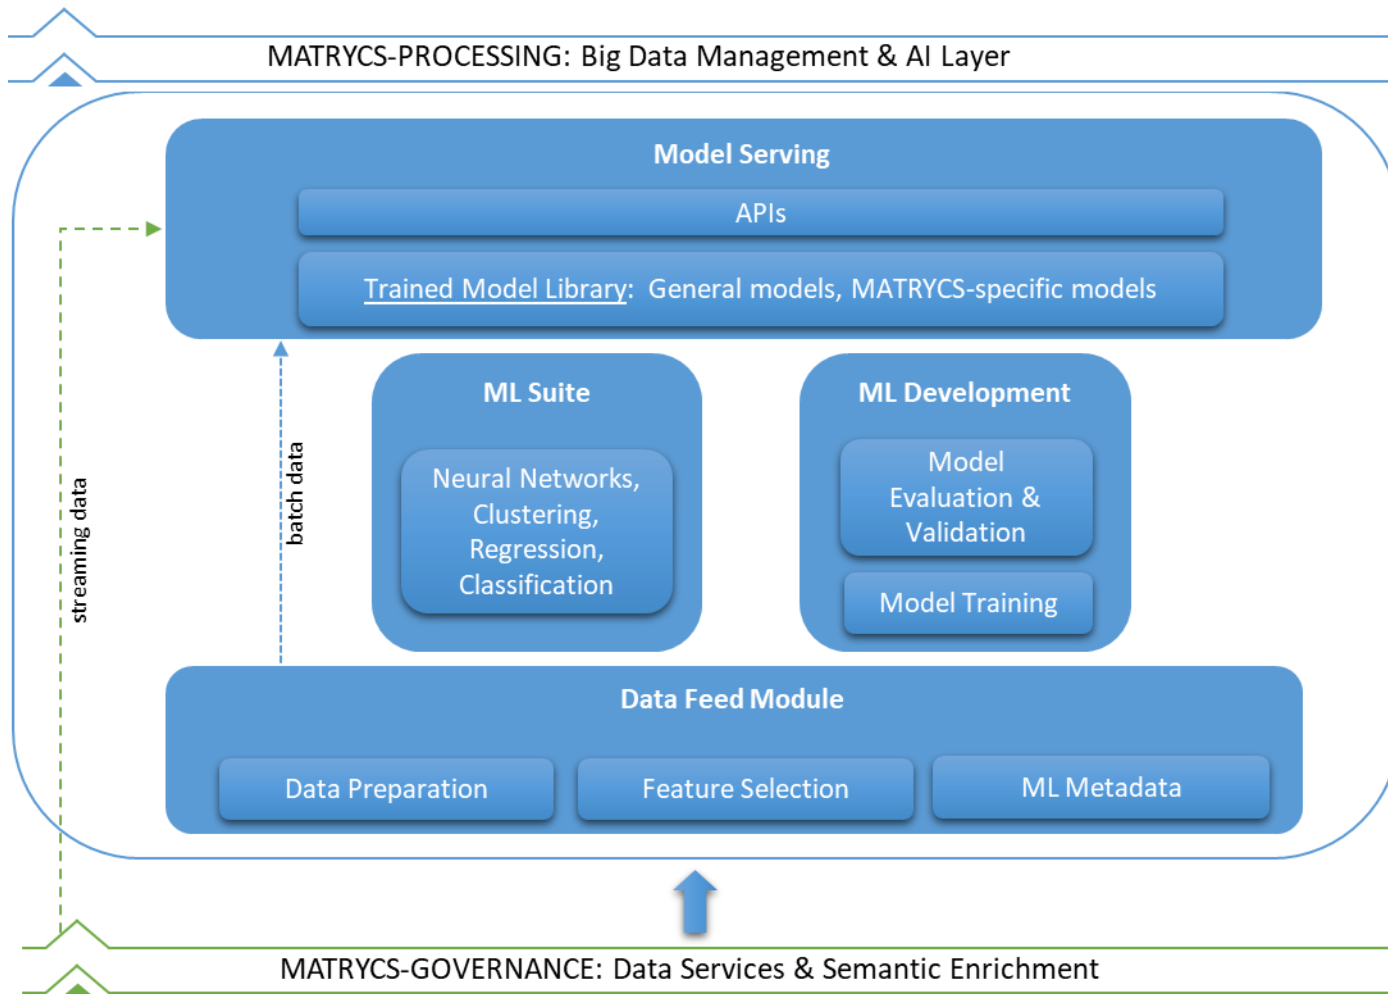 MATRYCS-PROCESSING: Big Data Management & AI Layer
Model Serving
APIs
Trained Model Library: General models, MATRYCS-specific models
streaming data
batch data
ML Suite
Neural Networks,
Clustering,
Regression,
Classification
ML Development
Model
Evaluation &
Validation
Model Training
Data Feed Module
Data Preparation
Feature Selection
ML Metadata
MATRYCS-GOVERNANCE: Data Services & Semantic Enrichment